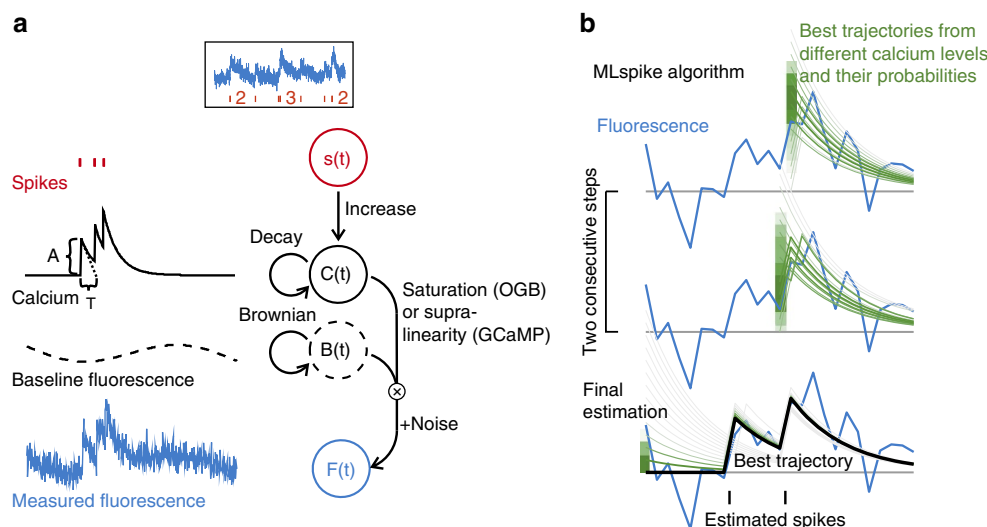 a
2 3 2
s(t)
Spikes
Increase
Decay
A
C(t)
Calcium
T
Saturation (OGB)
or supra-
linearity (GCaMP)
Brownian
B(t)
Baseline fluorescence
+Noise
F(t)
Measured fluorescence
b
Best trajectories from
different calcium levels
and their probabilities
MLspike algorithm
Fluorescence
Two consecutive steps
Final
estimation
Best trajectory
Estimated spikes